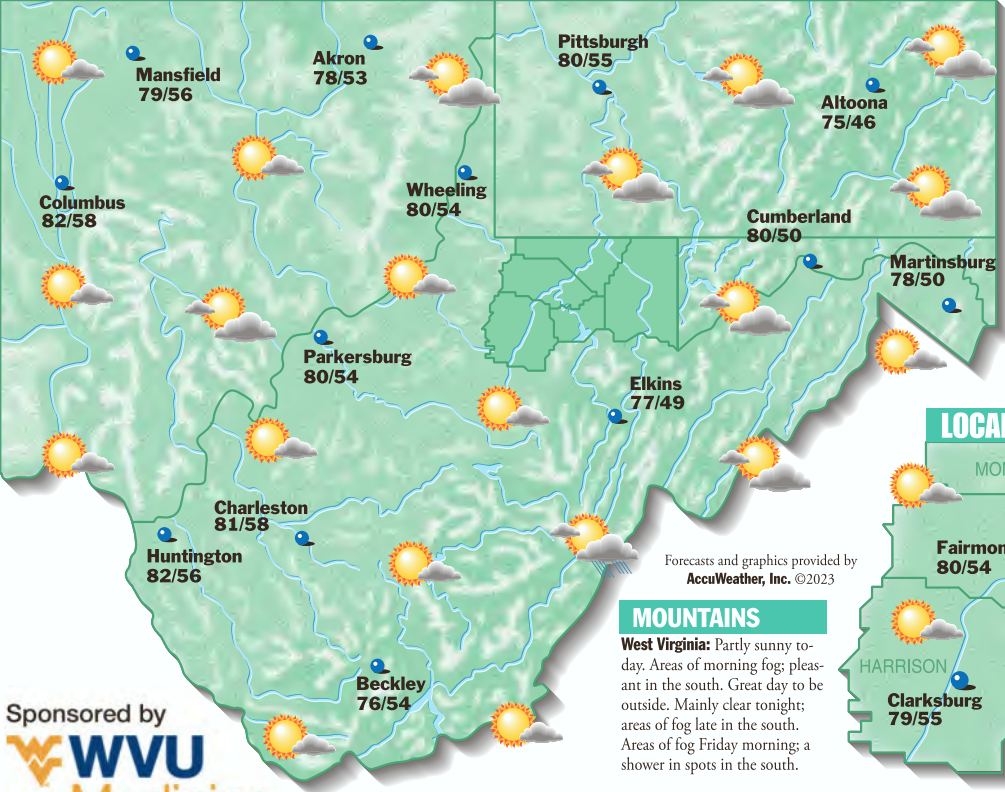 Mansfield
79/56
Akron
78/53
Pittsburgh
80/55
Altoona
75/46
Columbus
82/58
Wheeling
80/54
Cumberland
80/50
Martinsburg
78/50
Parkersburg
80/54
Elkins
77/49
Charleston
81/58
Huntington
82/56
Beckley
76/54
Forecasts and graphics provided by
AccuWeather, Inc. ©2023
MOUNTAINS
West Virginia: Partly sunny to-
day. Areas of morning fog; pleas-
ant in the south. Great day to be
outside. Mainly clear tonight;
areas of fog late in the south.
Areas of fog Friday morning; a
shower in spots in the south.
LOCA
MON
Fairmon
80/54
HARRISON
Clarksburg
79/55
Sponsored by
WVU